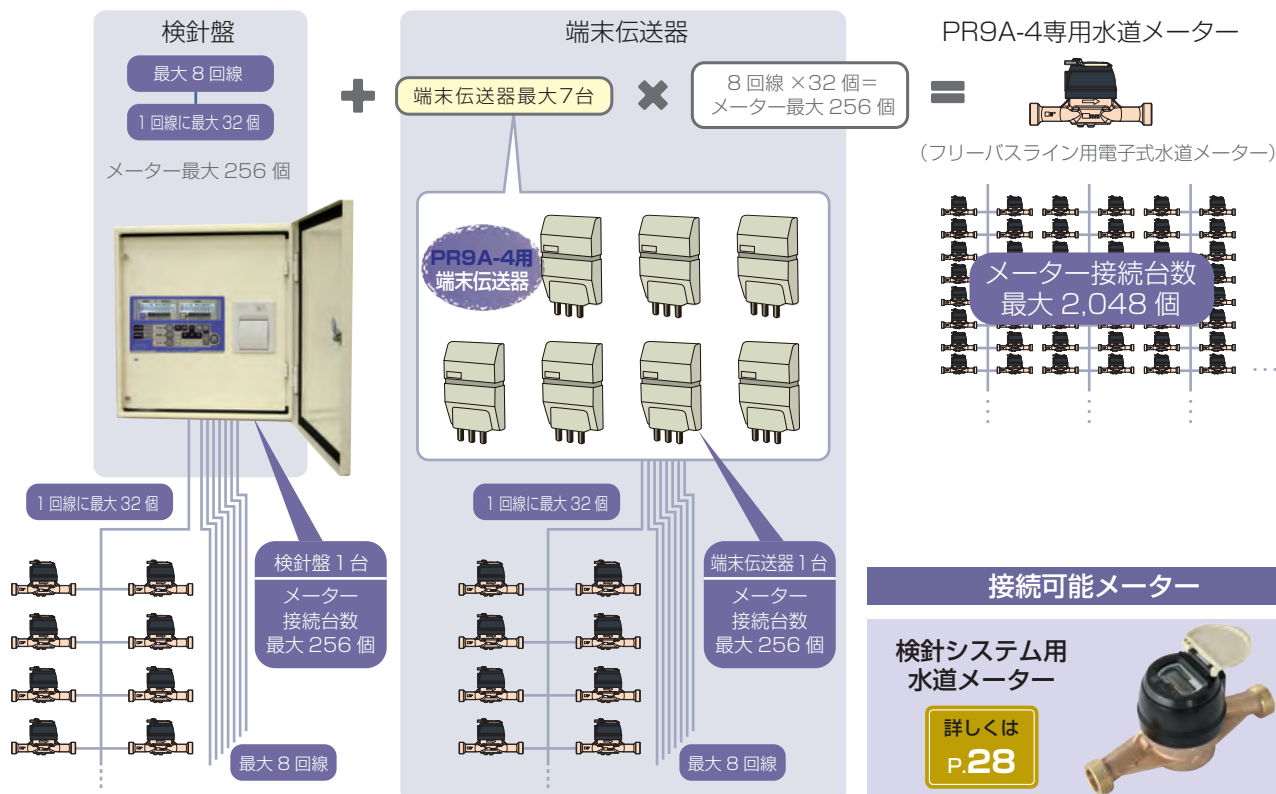 検針盤
最大 8 回線
1 回線に最大 32 個
メーター最大 256 個
端末伝送器
端末伝送器最大7台
8 回線 ×32 個=
メーター最大 256 個
PR9A-4専用水道メーター
(フリーバスライン用電子式水道メーター)
PR9A-4用
端末伝送器
メーター接続台数
最大 2,048 個
1 回線に最大 32 個
検針盤 1 台
メーター
接続台数
最大 256 個
最大 8 回線
1 回線に最大 32 個
端末伝送器 1 台
メーター
接続台数
最大 256 個
最大 8 回線
接続可能メーター
検針システム用
水道メーター
詳しくは
P.28